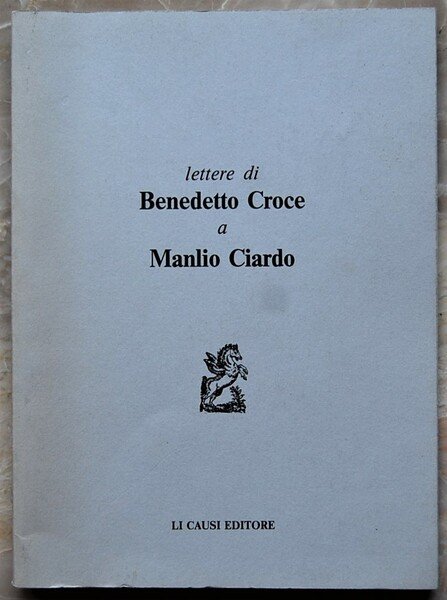 lettere di
Benedetto Croce
a
Manlio Ciardo
LI CAUSI EDITORE